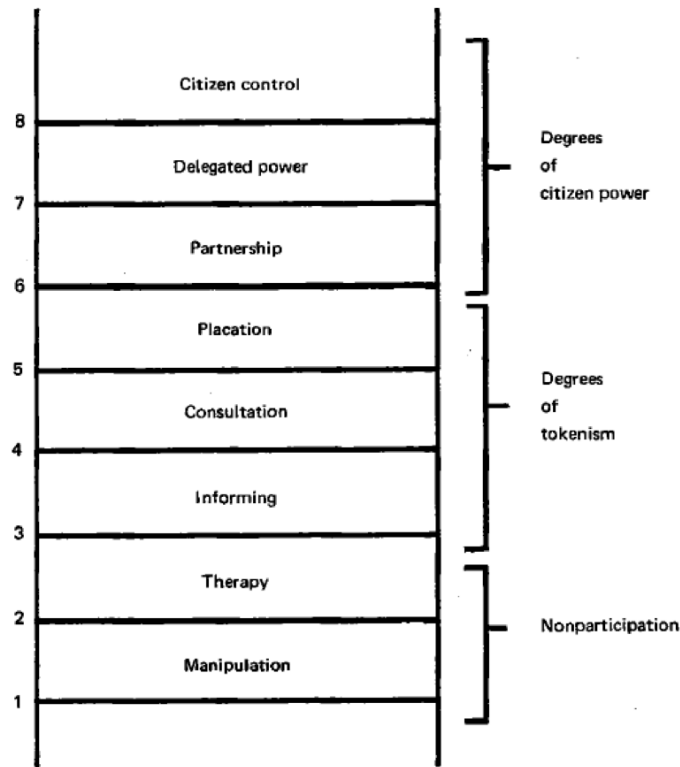 Citizen control
8
Delegated power
7
Partnership
6
Placation
5
Consultation
4
Informing
3
Therapy
2
Manipulation
1
Degrees
of
citizen power
Degrees
of
tokenism
Nonparticipation